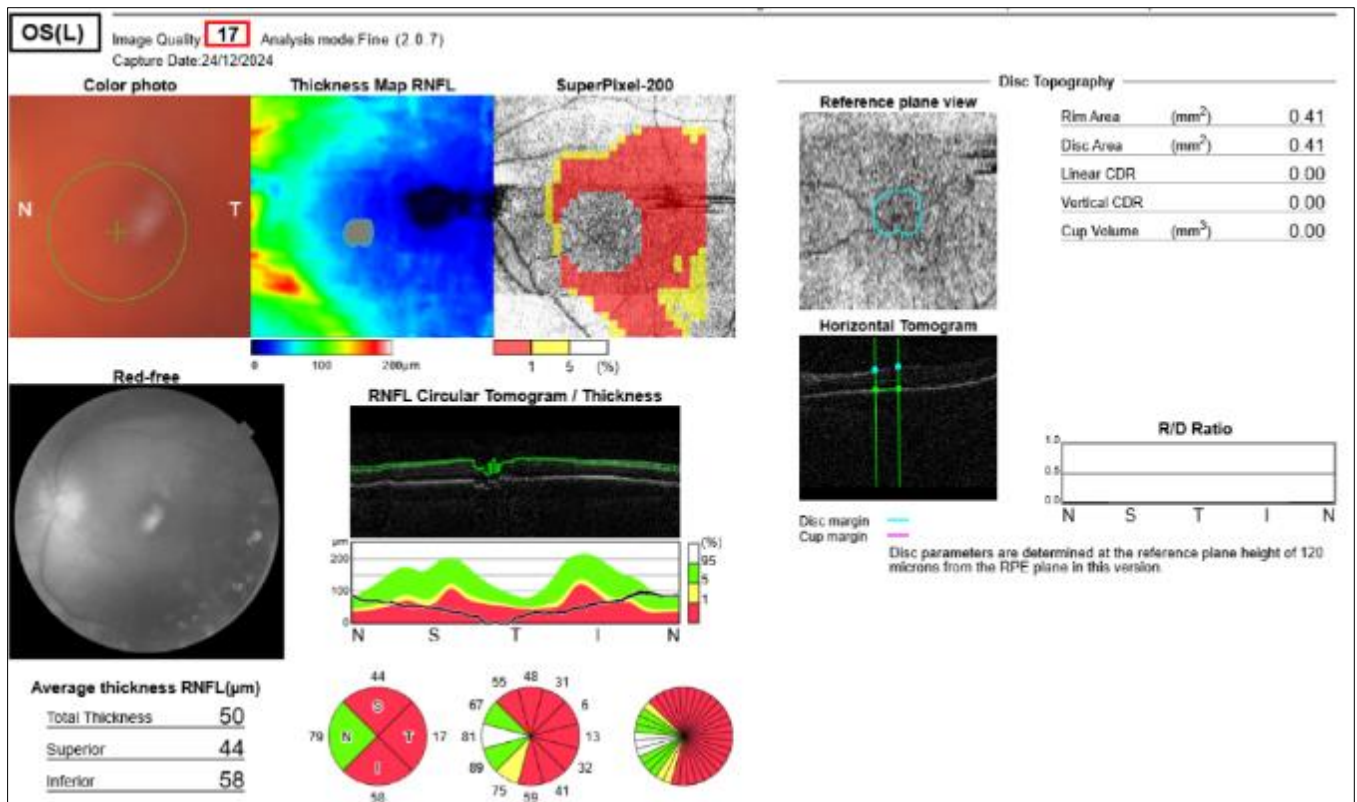 OS(L)
Image Quality 17 Analysis mode:Fine (2.0.7)
Capture Date:24/12/2024
Color photo
Thickness Map RNFL
SuperPixel-200
N
T
0 100 200µm
1 5 (%)
Red-free
RNFL Circular Tomogram / Thickness
µm
200
100
0
N S T I N
(%)
95
5
1
Average thickness RNFL(µm)
Total Thickness 50
Superior 44
Inferior 58
44
79 N S T I 17
58
55 48 31
67 6
81 13
89 32
75 59 41
Disc Topography
Reference plane view
Rim Area (mm²) 0.41
Disc Area (mm²) 0.41
Linear CDR 0.00
Vertical CDR 0.00
Cup Volume (mm³) 0.00
Horizontal Tomogram
Disc margin
Cup margin
R/D Ratio
1.0
0.5
0.0
N S T I N
Disc parameters are determined at the reference plane height of 120
microns from the RPE plane in this version.